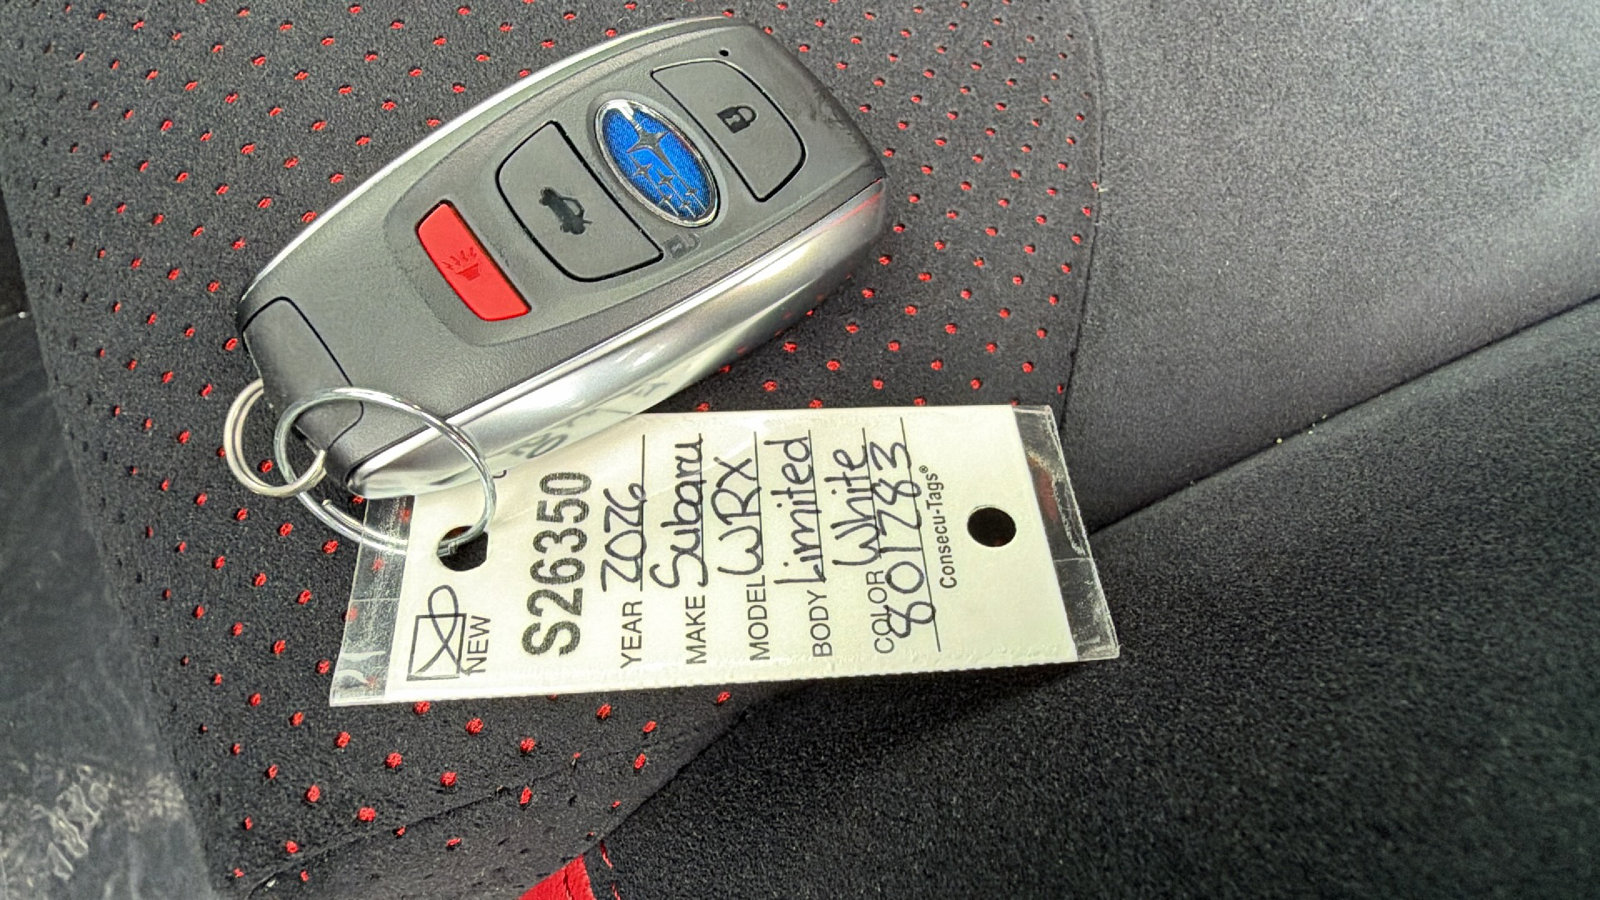 NEW
S26350
YEAR 2026
MAKE Subaru
MODEL WRX
BODY Limited
COLOR White
801783
Consecu-Tags®